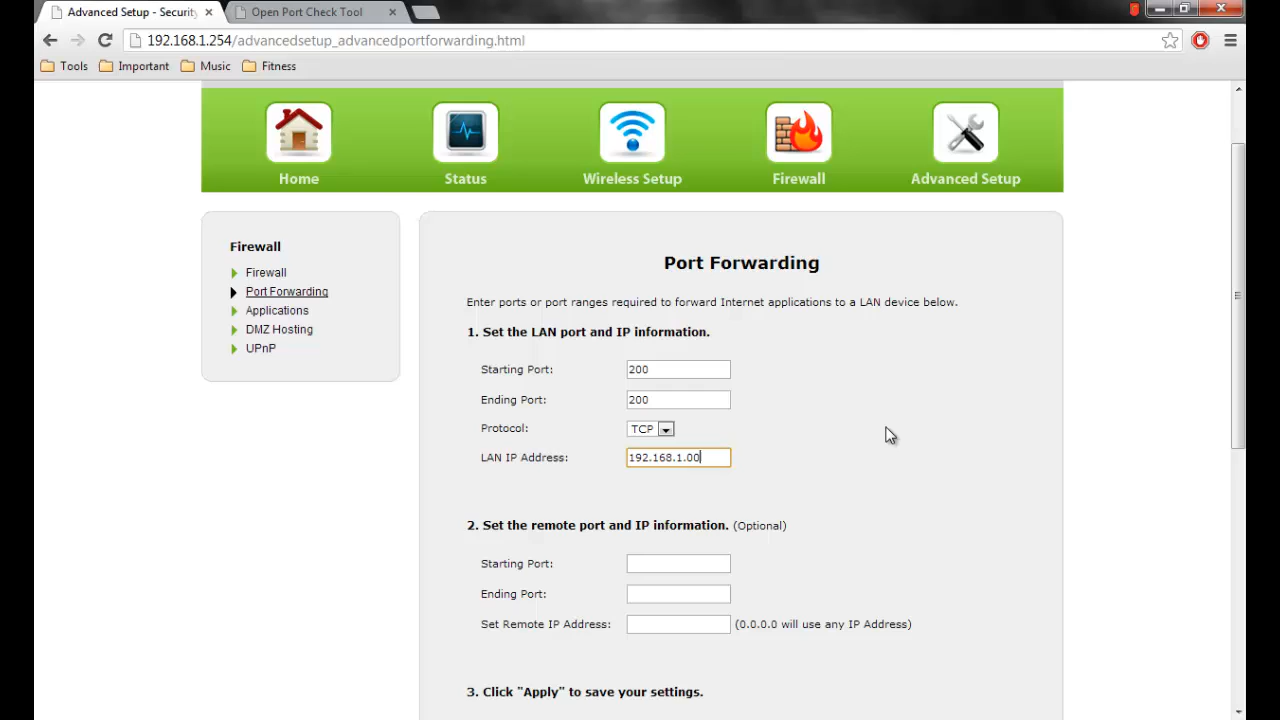 Advanced Setup - Security
Open Port Check Tool
192.168.1.254/advancedsetup_advancedportforwarding.html
Tools
Important
Music
Fitness
Home
Status
Wireless Setup
Firewall
Advanced Setup
Firewall
Firewall
Port Forwarding
Applications
DMZ Hosting
UPnP
Port Forwarding
Enter ports or port ranges required to forward Internet applications to a LAN device below.
1. Set the LAN port and IP information.
Starting Port: 200
Ending Port: 200
Protocol: TCP
LAN IP Address: 192.168.1.00
2. Set the remote port and IP information. (Optional)
Starting Port:
Ending Port:
Set Remote IP Address: (0.0.0.0 will use any IP Address)
3. Click "Apply" to save your settings.